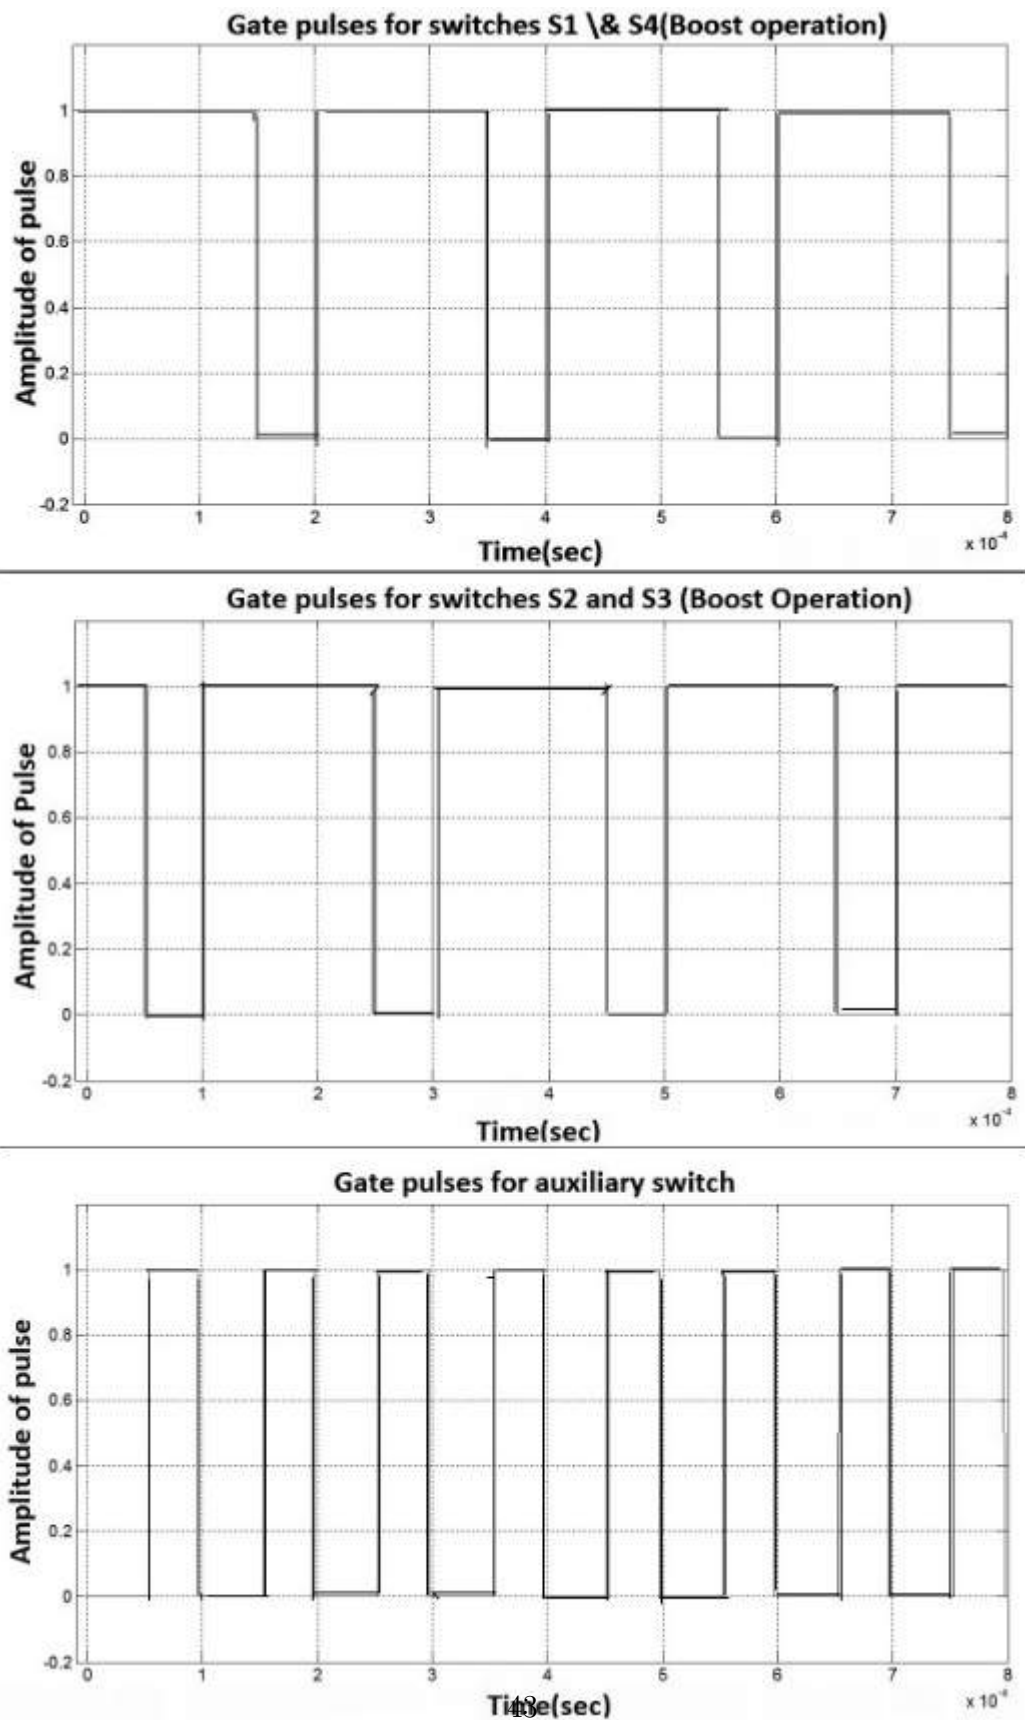 Gate pulses for switches S1 \& S4(Boost operation)
Amplitude of pulse
1
0.8
0.6
0.4
0.2
0
-0.2
0 1 2 3 4 5 6 7 8
x 10-4
Time(sec)
Gate pulses for switches S2 and S3 (Boost Operation)
Amplitude of Pulse
1
0.8
0.6
0.4
0.2
0
-0.2
0 1 2 3 4 5 6 7 8
x 10-4
Time(sec)
Gate pulses for auxiliary switch
Amplitude of pulse
1
0.8
0.6
0.4
0.2
0
-0.2
0 1 2 3 4 5 6 7 8
x 10-4
Time(sec)
43